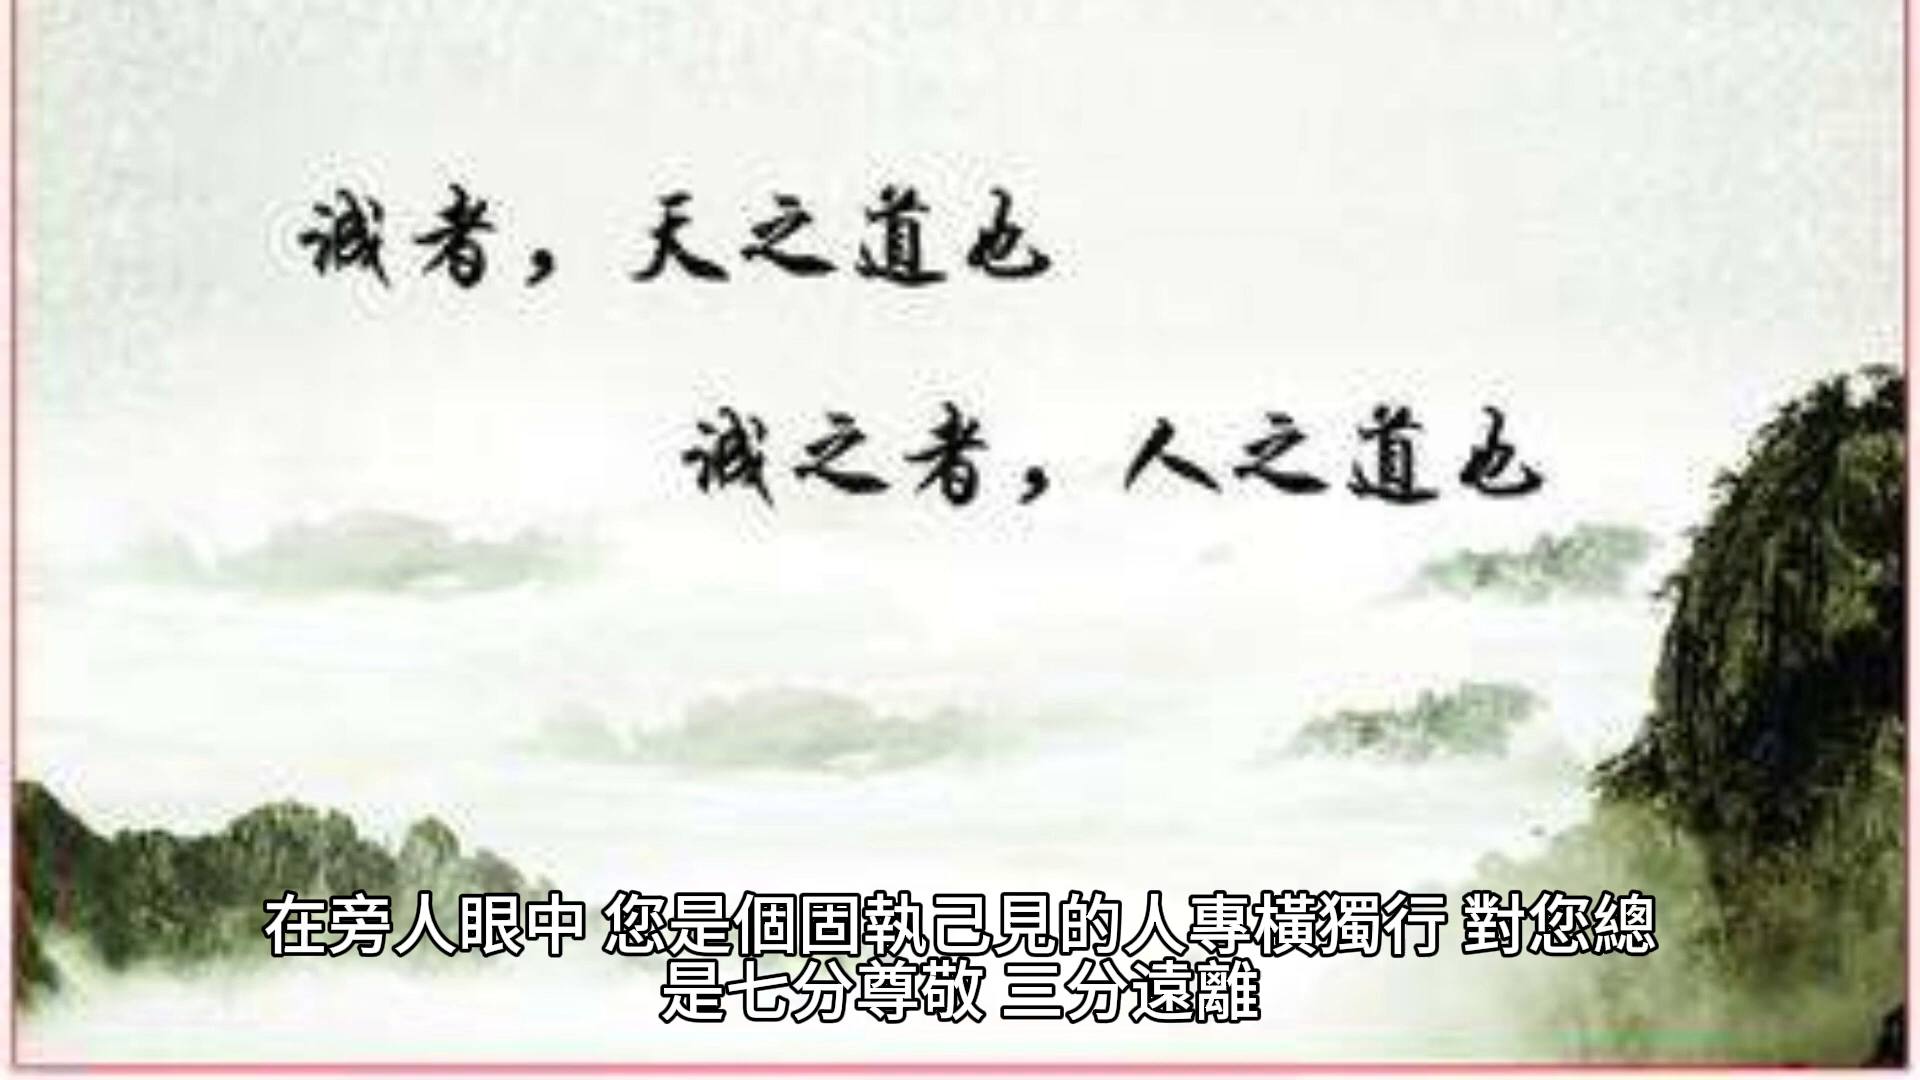 诚者，天之道也
诚之者，人之道也
在旁人眼中 您是個固執己見的人專橫獨行 對您總
是七分尊敬 三分遠離